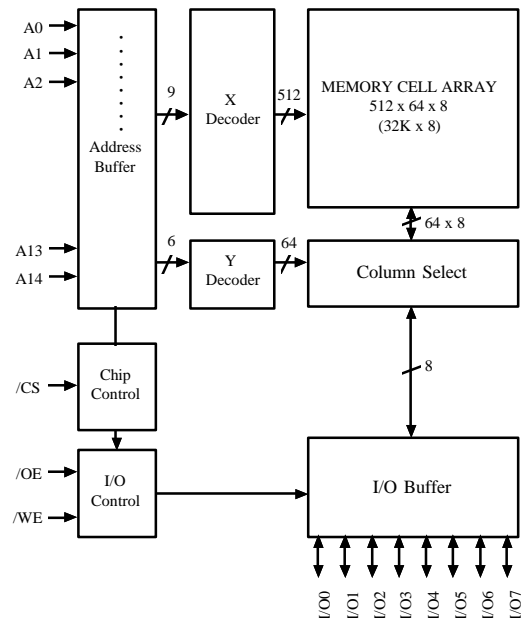 A0
A1
A2
A13
A14
Address
Buffer
9
X
Decoder
512
MEMORY CELL ARRAY
512 x 64 x 8
(32K x 8)
64 x 8
6
Y
Decoder
64
Column Select
8
/CS
Chip
Control
/OE
/WE
I/O
Control
I/O Buffer
I/O0
I/O1
I/O2
I/O3
I/O4
I/O5
I/O6
I/O7